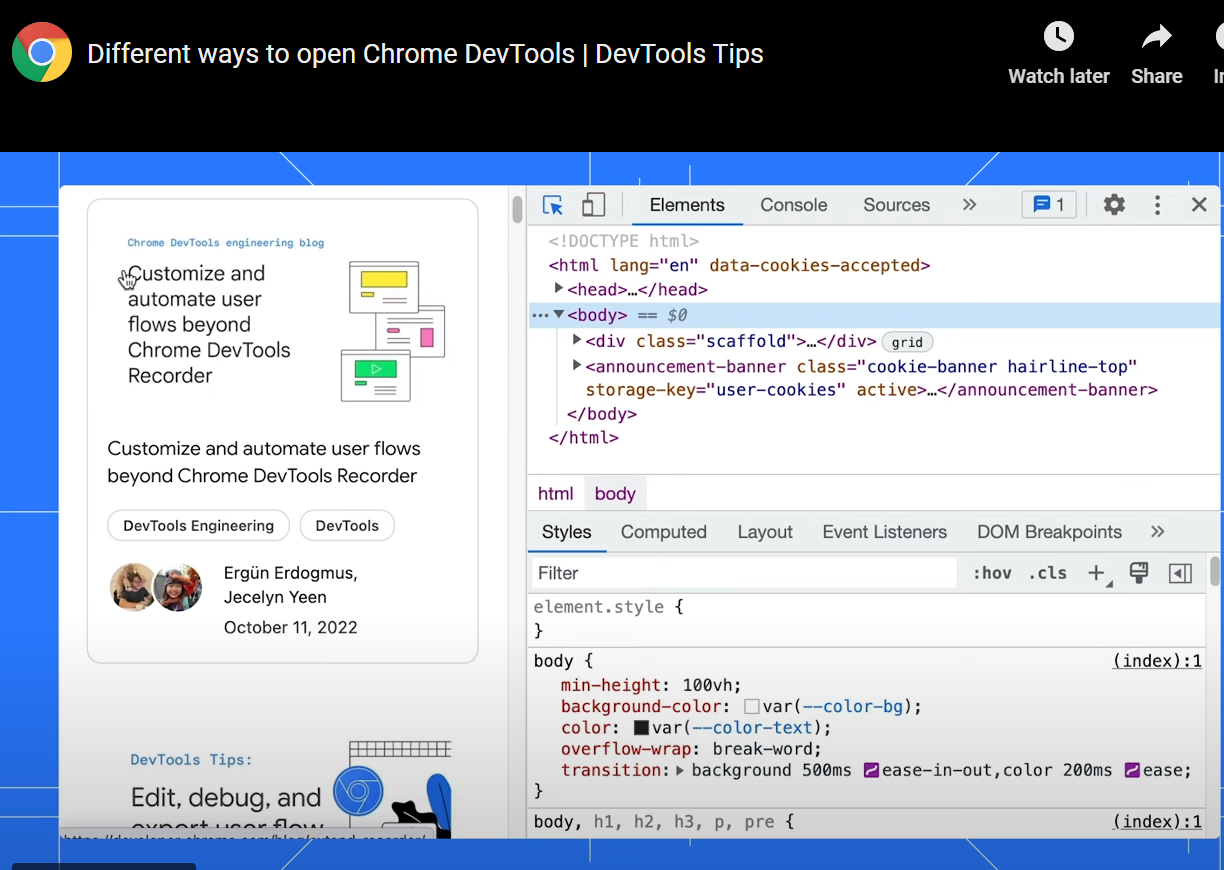 Different ways to open Chrome DevTools | DevTools Tips
Watch later
Share
Chrome DevTools engineering blog
Customize and
automate user
flows beyond
Chrome DevTools
Recorder
Customize and automate user flows
beyond Chrome DevTools Recorder
DevTools Engineering
DevTools
Ergün Erdogmus,
Jecelyn Yeen
October 11, 2022
DevTools Tips:
Edit, debug, and
export user flow
https://developer.chrome.com/blog/extend-recorder/
Elements
Console
Sources
1
<!DOCTYPE html>
<html lang="en" data-cookies-accepted>
<head>…</head>
<body> == $0
<div class="scaffold">…</div> grid
<announcement-banner class="cookie-banner hairline-top"
storage-key="user-cookies" active>…</announcement-banner>
</body>
</html>
html body
Styles Computed Layout Event Listeners DOM Breakpoints
Filter :hov .cls
element.style {
}
body { (index):1
min-height: 100vh;
background-color: var(--color-bg);
color: var(--color-text);
overflow-wrap: break-word;
transition: background 500ms ease-in-out,color 200ms ease;
}
body, h1, h2, h3, p, pre { (index):1